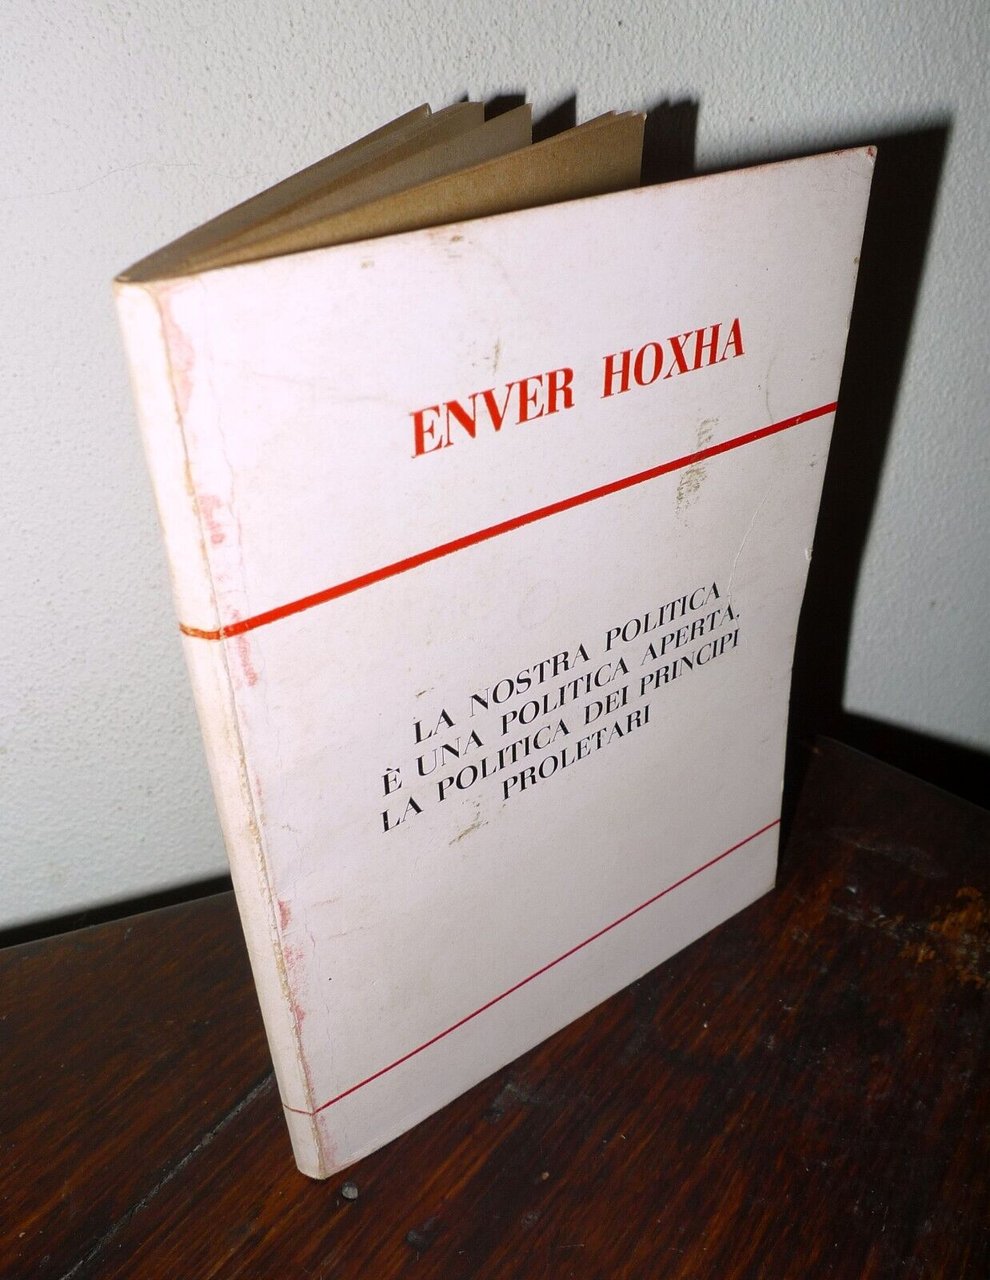 ENVER HOXHA
LA NOSTRA POLITICA
È UNA POLITICA APERTA,
LA POLITICA DEI PRINCIPI
PROLETARI